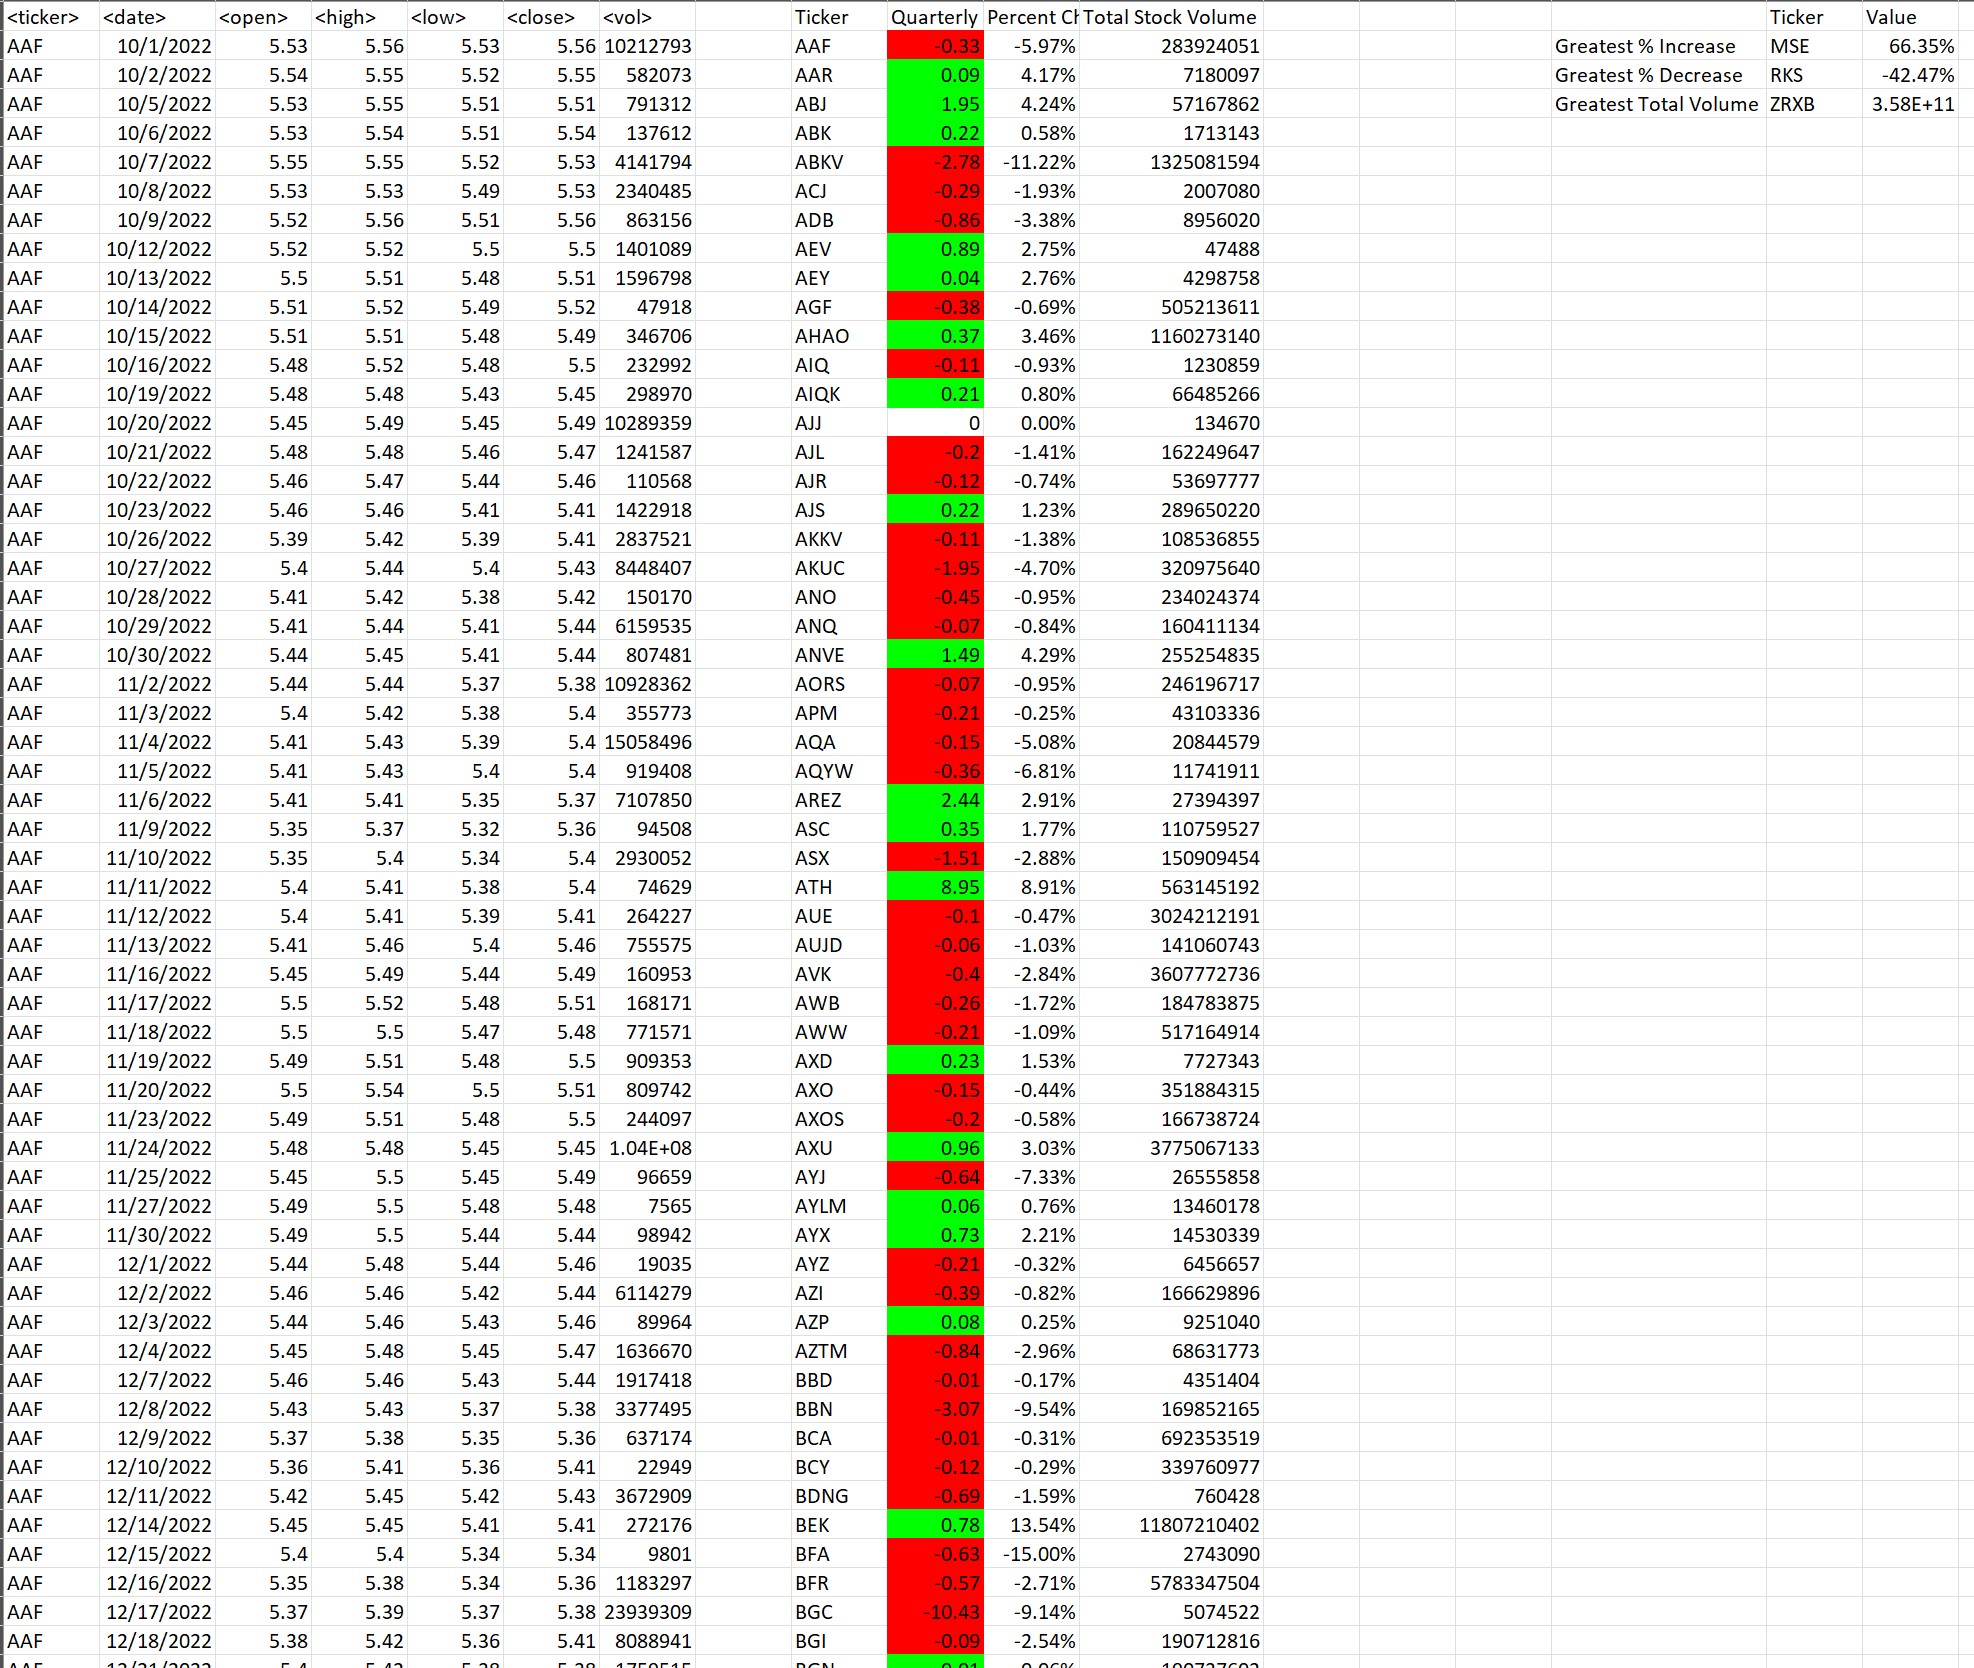 <ticker> <date> <open> <high> <low> <close> <vol> Ticker Quarterly Percent Ch Total Stock Volume Ticker Value
AAF 10/1/2022 5.53 5.56 5.53 5.56 10212793 AAF -0.33 -5.97% 283924051 Greatest % Increase MSE 66.35%
AAF 10/2/2022 5.54 5.55 5.52 5.55 582073 AAR 0.09 4.17% 7180097 Greatest % Decrease RKS -42.47%
AAF 10/5/2022 5.53 5.55 5.51 5.51 791312 ABJ 1.95 4.24% 57167862 Greatest Total Volume ZRXB 3.58E+11
AAF 10/6/2022 5.53 5.54 5.51 5.54 137612 ABK 0.22 0.58% 1713143
AAF 10/7/2022 5.55 5.55 5.52 5.53 4141794 ABKV -2.78 -11.22% 1325081594
AAF 10/8/2022 5.53 5.53 5.49 5.53 2340485 ACJ -0.29 -1.93% 2007080
AAF 10/9/2022 5.52 5.56 5.51 5.56 863156 ADB -0.86 -3.38% 8956020
AAF 10/12/2022 5.52 5.52 5.5 5.5 1401089 AEV 0.89 2.75% 47488
AAF 10/13/2022 5.5 5.51 5.48 5.51 1596798 AEY 0.04 2.76% 4298758
AAF 10/14/2022 5.51 5.52 5.49 5.52 47918 AGF -0.38 -0.69% 505213611
AAF 10/15/2022 5.51 5.51 5.48 5.49 346706 AHAO 0.37 3.46% 1160273140
AAF 10/16/2022 5.48 5.52 5.48 5.5 232992 AIQ -0.11 -0.93% 1230859
AAF 10/19/2022 5.48 5.48 5.43 5.45 298970 AIQK 0.21 0.80% 66485266
AAF 10/20/2022 5.45 5.49 5.45 5.49 10289359 AJJ 0 0.00% 134670
AAF 10/21/2022 5.48 5.48 5.46 5.47 1241587 AJL -0.2 -1.41% 162249647
AAF 10/22/2022 5.46 5.47 5.44 5.46 110568 AJR -0.12 -0.74% 53697777
AAF 10/23/2022 5.46 5.46 5.41 5.41 1422918 AJS 0.22 1.23% 289650220
AAF 10/26/2022 5.39 5.42 5.39 5.41 2837521 AKKV -0.11 -1.38% 108536855
AAF 10/27/2022 5.4 5.44 5.4 5.43 8448407 AKUC -1.95 -4.70% 320975640
AAF 10/28/2022 5.41 5.42 5.38 5.42 150170 ANO -0.45 -0.95% 234024374
AAF 10/29/2022 5.41 5.44 5.41 5.44 6159535 ANQ -0.07 -0.84% 160411134
AAF 10/30/2022 5.44 5.45 5.41 5.44 807481 ANVE 1.49 4.29% 255254835
AAF 11/2/2022 5.44 5.44 5.37 5.38 10928362 AORS -0.07 -0.95% 246196717
AAF 11/3/2022 5.4 5.42 5.38 5.4 355773 APM -0.21 -0.25% 43103336
AAF 11/4/2022 5.41 5.43 5.39 5.4 15058496 AQA -0.15 -5.08% 20844579
AAF 11/5/2022 5.41 5.43 5.4 5.4 919408 AQYW -0.36 -6.81% 11741911
AAF 11/6/2022 5.41 5.41 5.35 5.37 7107850 AREZ 2.44 2.91% 27394397
AAF 11/9/2022 5.35 5.37 5.32 5.36 94508 ASC 0.35 1.77% 110759527
AAF 11/10/2022 5.35 5.4 5.34 5.4 2930052 ASX -1.51 -2.88% 150909454
AAF 11/11/2022 5.4 5.41 5.38 5.4 74629 ATH 8.95 8.91% 563145192
AAF 11/12/2022 5.4 5.41 5.39 5.41 264227 AUE -0.1 -0.47% 3024212191
AAF 11/13/2022 5.41 5.46 5.4 5.46 755575 AUJD -0.06 -1.03% 141060743
AAF 11/16/2022 5.45 5.49 5.44 5.49 160953 AVK -0.4 -2.84% 3607772736
AAF 11/17/2022 5.5 5.52 5.48 5.51 168171 AWB -0.26 -1.72% 184783875
AAF 11/18/2022 5.5 5.5 5.47 5.48 771571 AWW -0.21 -1.09% 517164914
AAF 11/19/2022 5.49 5.51 5.48 5.5 909353 AXD 0.23 1.53% 7727343
AAF 11/20/2022 5.5 5.54 5.5 5.51 809742 AXO -0.15 -0.44% 351884315
AAF 11/23/2022 5.49 5.51 5.48 5.5 244097 AXOS -0.2 -0.58% 166738724
AAF 11/24/2022 5.48 5.48 5.45 5.45 1.04E+08 AXU 0.96 3.03% 3775067133
AAF 11/25/2022 5.45 5.5 5.45 5.49 96659 AYJ -0.64 -7.33% 26555858
AAF 11/27/2022 5.49 5.5 5.48 5.48 7565 AYLM 0.06 0.76% 13460178
AAF 11/30/2022 5.49 5.5 5.44 5.44 98942 AYX 0.73 2.21% 14530339
AAF 12/1/2022 5.44 5.48 5.44 5.46 19035 AYZ -0.21 -0.32% 6456657
AAF 12/2/2022 5.46 5.46 5.42 5.44 6114279 AZI -0.39 -0.82% 166629896
AAF 12/3/2022 5.44 5.46 5.43 5.46 89964 AZP 0.08 0.25% 9251040
AAF 12/4/2022 5.45 5.48 5.45 5.47 1636670 AZTM -0.84 -2.96% 68631773
AAF 12/7/2022 5.46 5.46 5.43 5.44 1917418 BBD -0.01 -0.17% 4351404
AAF 12/8/2022 5.43 5.43 5.37 5.38 3377495 BBN -3.07 -9.54% 169852165
AAF 12/9/2022 5.37 5.38 5.35 5.36 637174 BCA -0.01 -0.31% 692353519
AAF 12/10/2022 5.36 5.41 5.36 5.41 22949 BCY -0.12 -0.29% 339760977
AAF 12/11/2022 5.42 5.45 5.42 5.43 3672909 BDNG -0.69 -1.59% 760428
AAF 12/14/2022 5.45 5.45 5.41 5.41 272176 BEK 0.78 13.54% 11807210402
AAF 12/15/2022 5.4 5.4 5.34 5.34 9801 BFA -0.63 -15.00% 2743090
AAF 12/16/2022 5.35 5.38 5.34 5.36 1183297 BFR -0.57 -2.71% 5783347504
AAF 12/17/2022 5.37 5.39 5.37 5.38 23939309 BGC -10.43 -9.14% 5074522
AAF 12/18/2022 5.38 5.42 5.36 5.41 8088941 BGI -0.09 -2.54% 190712816